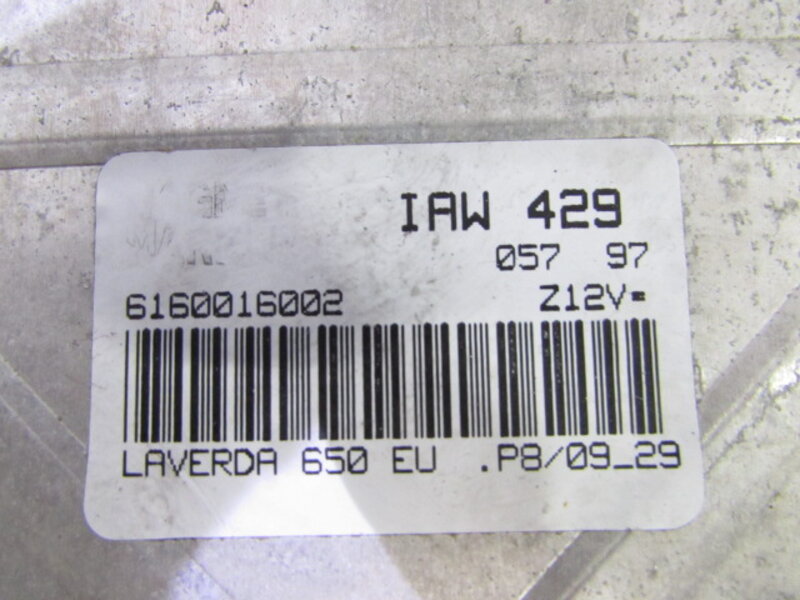 IAW 429
057 97
6160016002 Z12V=
LAVERDA 650 EU .P8/09_29